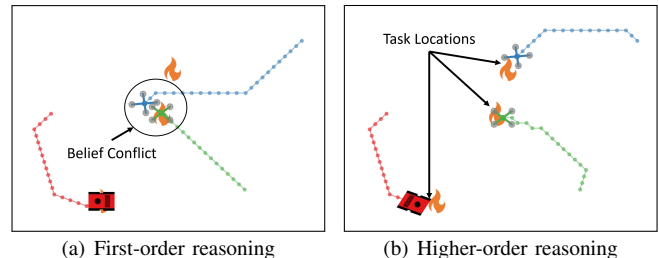 Belief Conflict
Task Locations
(a) First-order reasoning
(b) Higher-order reasoning